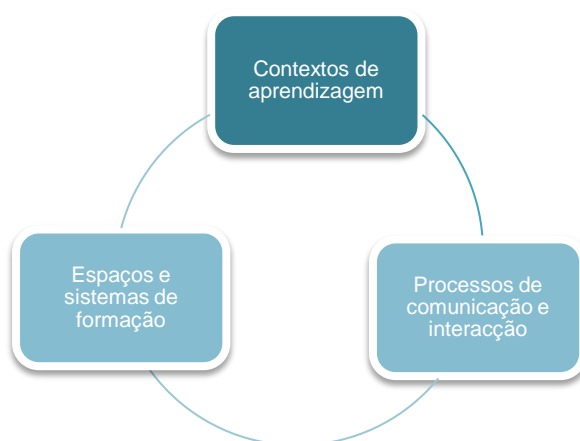 Contextos de
aprendizagem
Espaços e
sistemas de
formação
Processos de
comunicação e
interacção